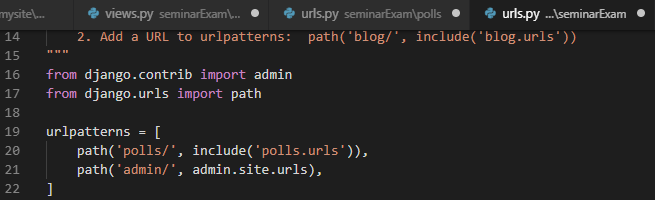 mysite\... views.py seminarExam\... urls.py seminarExam\polls urls.py ...\seminarExam
14 2. Add a URL to urlpatterns:  path('blog/', include('blog.urls'))
15 """
16 from django.contrib import admin
17 from django.urls import path
18
19 urlpatterns = [
20     path('polls/', include('polls.urls')),
21     path('admin/', admin.site.urls),
22 ]